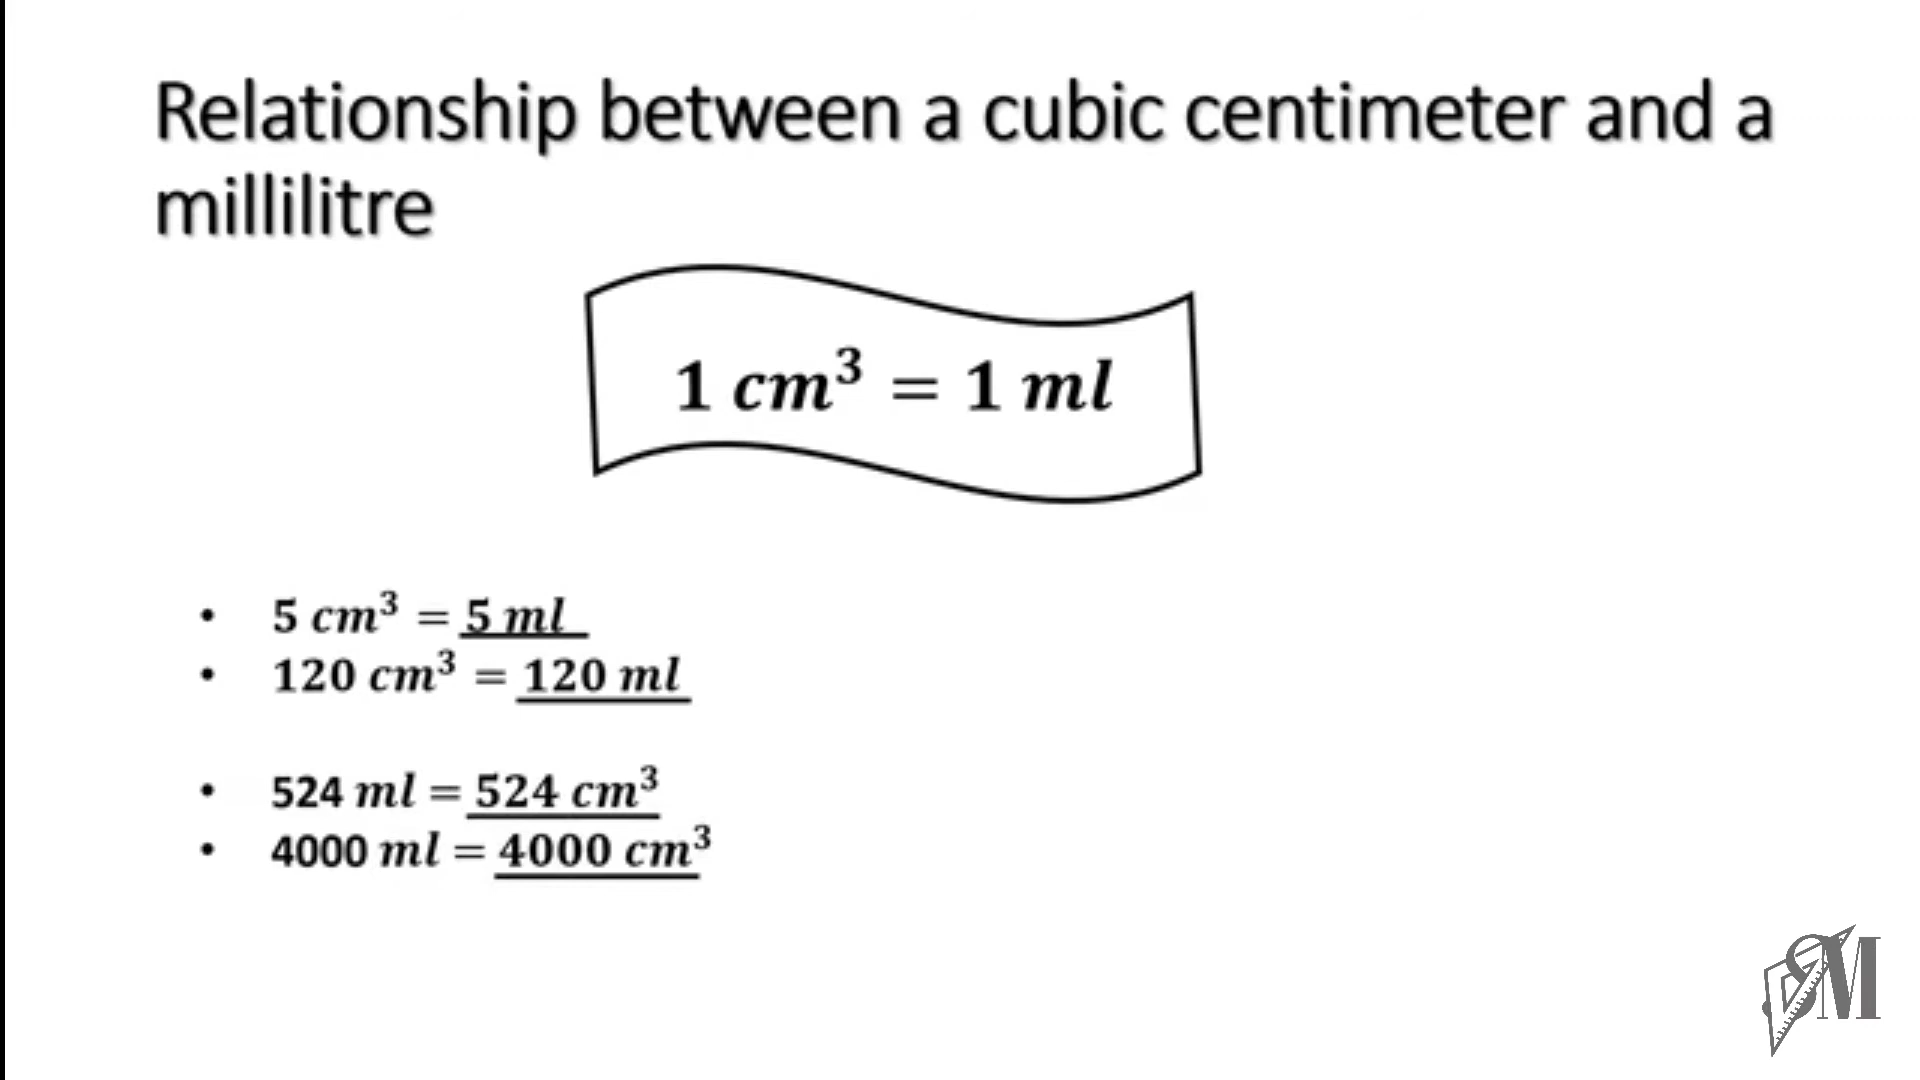 Relationship between a cubic centimeter and a
millilitre
1 cm³ = 1 ml
• 5 cm³ = 5 ml
• 120 cm³ = 120 ml
• 524 ml = 524 cm³
• 4000 ml = 4000 cm³
SM